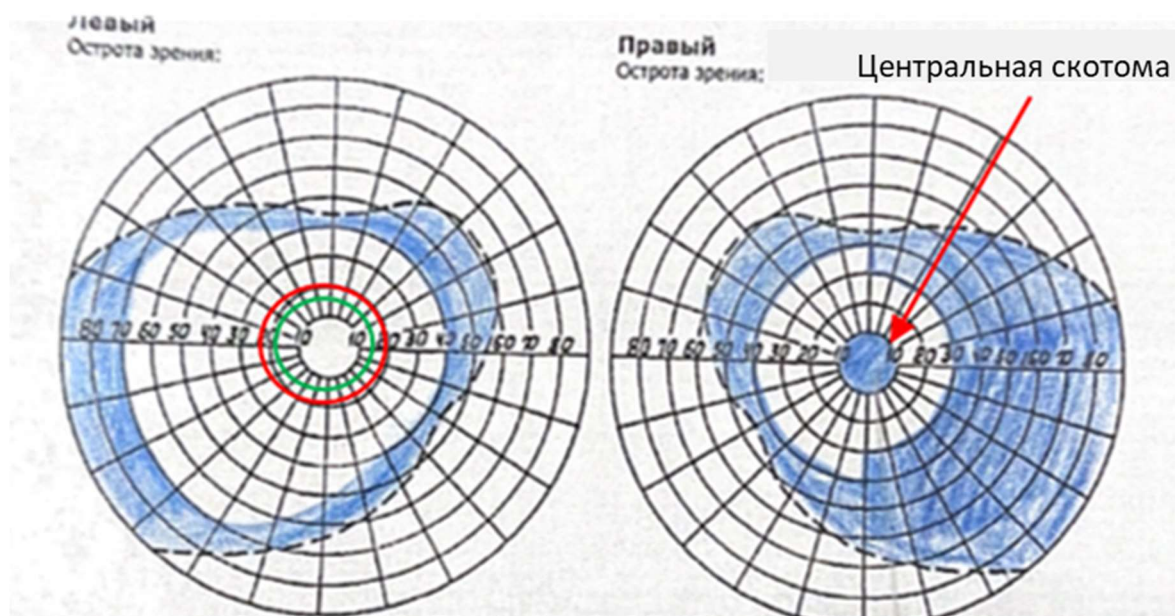 Левый
Острота зрения:
Правый
Острота зрения:
Центральная скотома
80 70 60 50 40 30 10 10 20 30 40 50 60 70 80
80 70 60 50 40 30 20 10 10 20 30 40 50 60 70 80